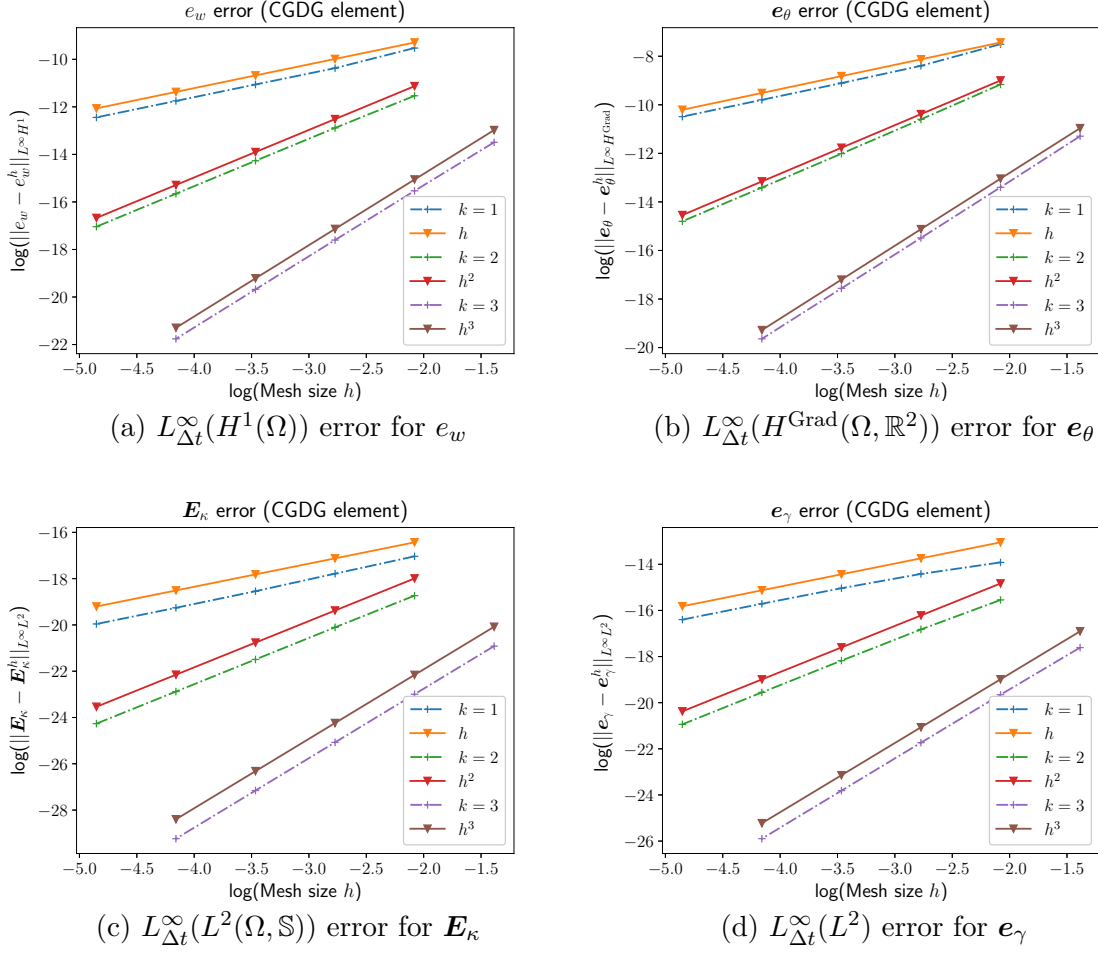 e_w error (CGDG element)
log(||e_w − e_w^h||_{L^∞H^1})
−10
−12
−14
−16
−18
−20
−22
k = 1
h
k = 2
h^2
k = 3
h^3
−5.0 −4.5 −4.0 −3.5 −3.0 −2.5 −2.0 −1.5
log(Mesh size h)
(a) L^∞_{Δt}(H^1(Ω)) error for e_w
e_θ error (CGDG element)
log(||e_θ − e_θ^h||_{L^∞H^Grad})
−8
−10
−12
−14
−16
−18
−20
k = 1
h
k = 2
h^2
k = 3
h^3
−5.0 −4.5 −4.0 −3.5 −3.0 −2.5 −2.0 −1.5
log(Mesh size h)
(b) L^∞_{Δt}(H^Grad(Ω, ℝ^2)) error for e_θ
E_κ error (CGDG element)
log(||E_κ − E_κ^h||_{L^∞L^2})
−16
−18
−20
−22
−24
−26
−28
k = 1
h
k = 2
h^2
k = 3
h^3
−5.0 −4.5 −4.0 −3.5 −3.0 −2.5 −2.0 −1.5
log(Mesh size h)
(c) L^∞_{Δt}(L^2(Ω, 𝕊)) error for E_κ
e_γ error (CGDG element)
log(||e_γ − e_γ^h||_{L^∞L^2})
−14
−16
−18
−20
−22
−24
−26
k = 1
h
k = 2
h^2
k = 3
h^3
−5.0 −4.5 −4.0 −3.5 −3.0 −2.5 −2.0 −1.5
log(Mesh size h)
(d) L^∞_{Δt}(L^2) error for e_γ